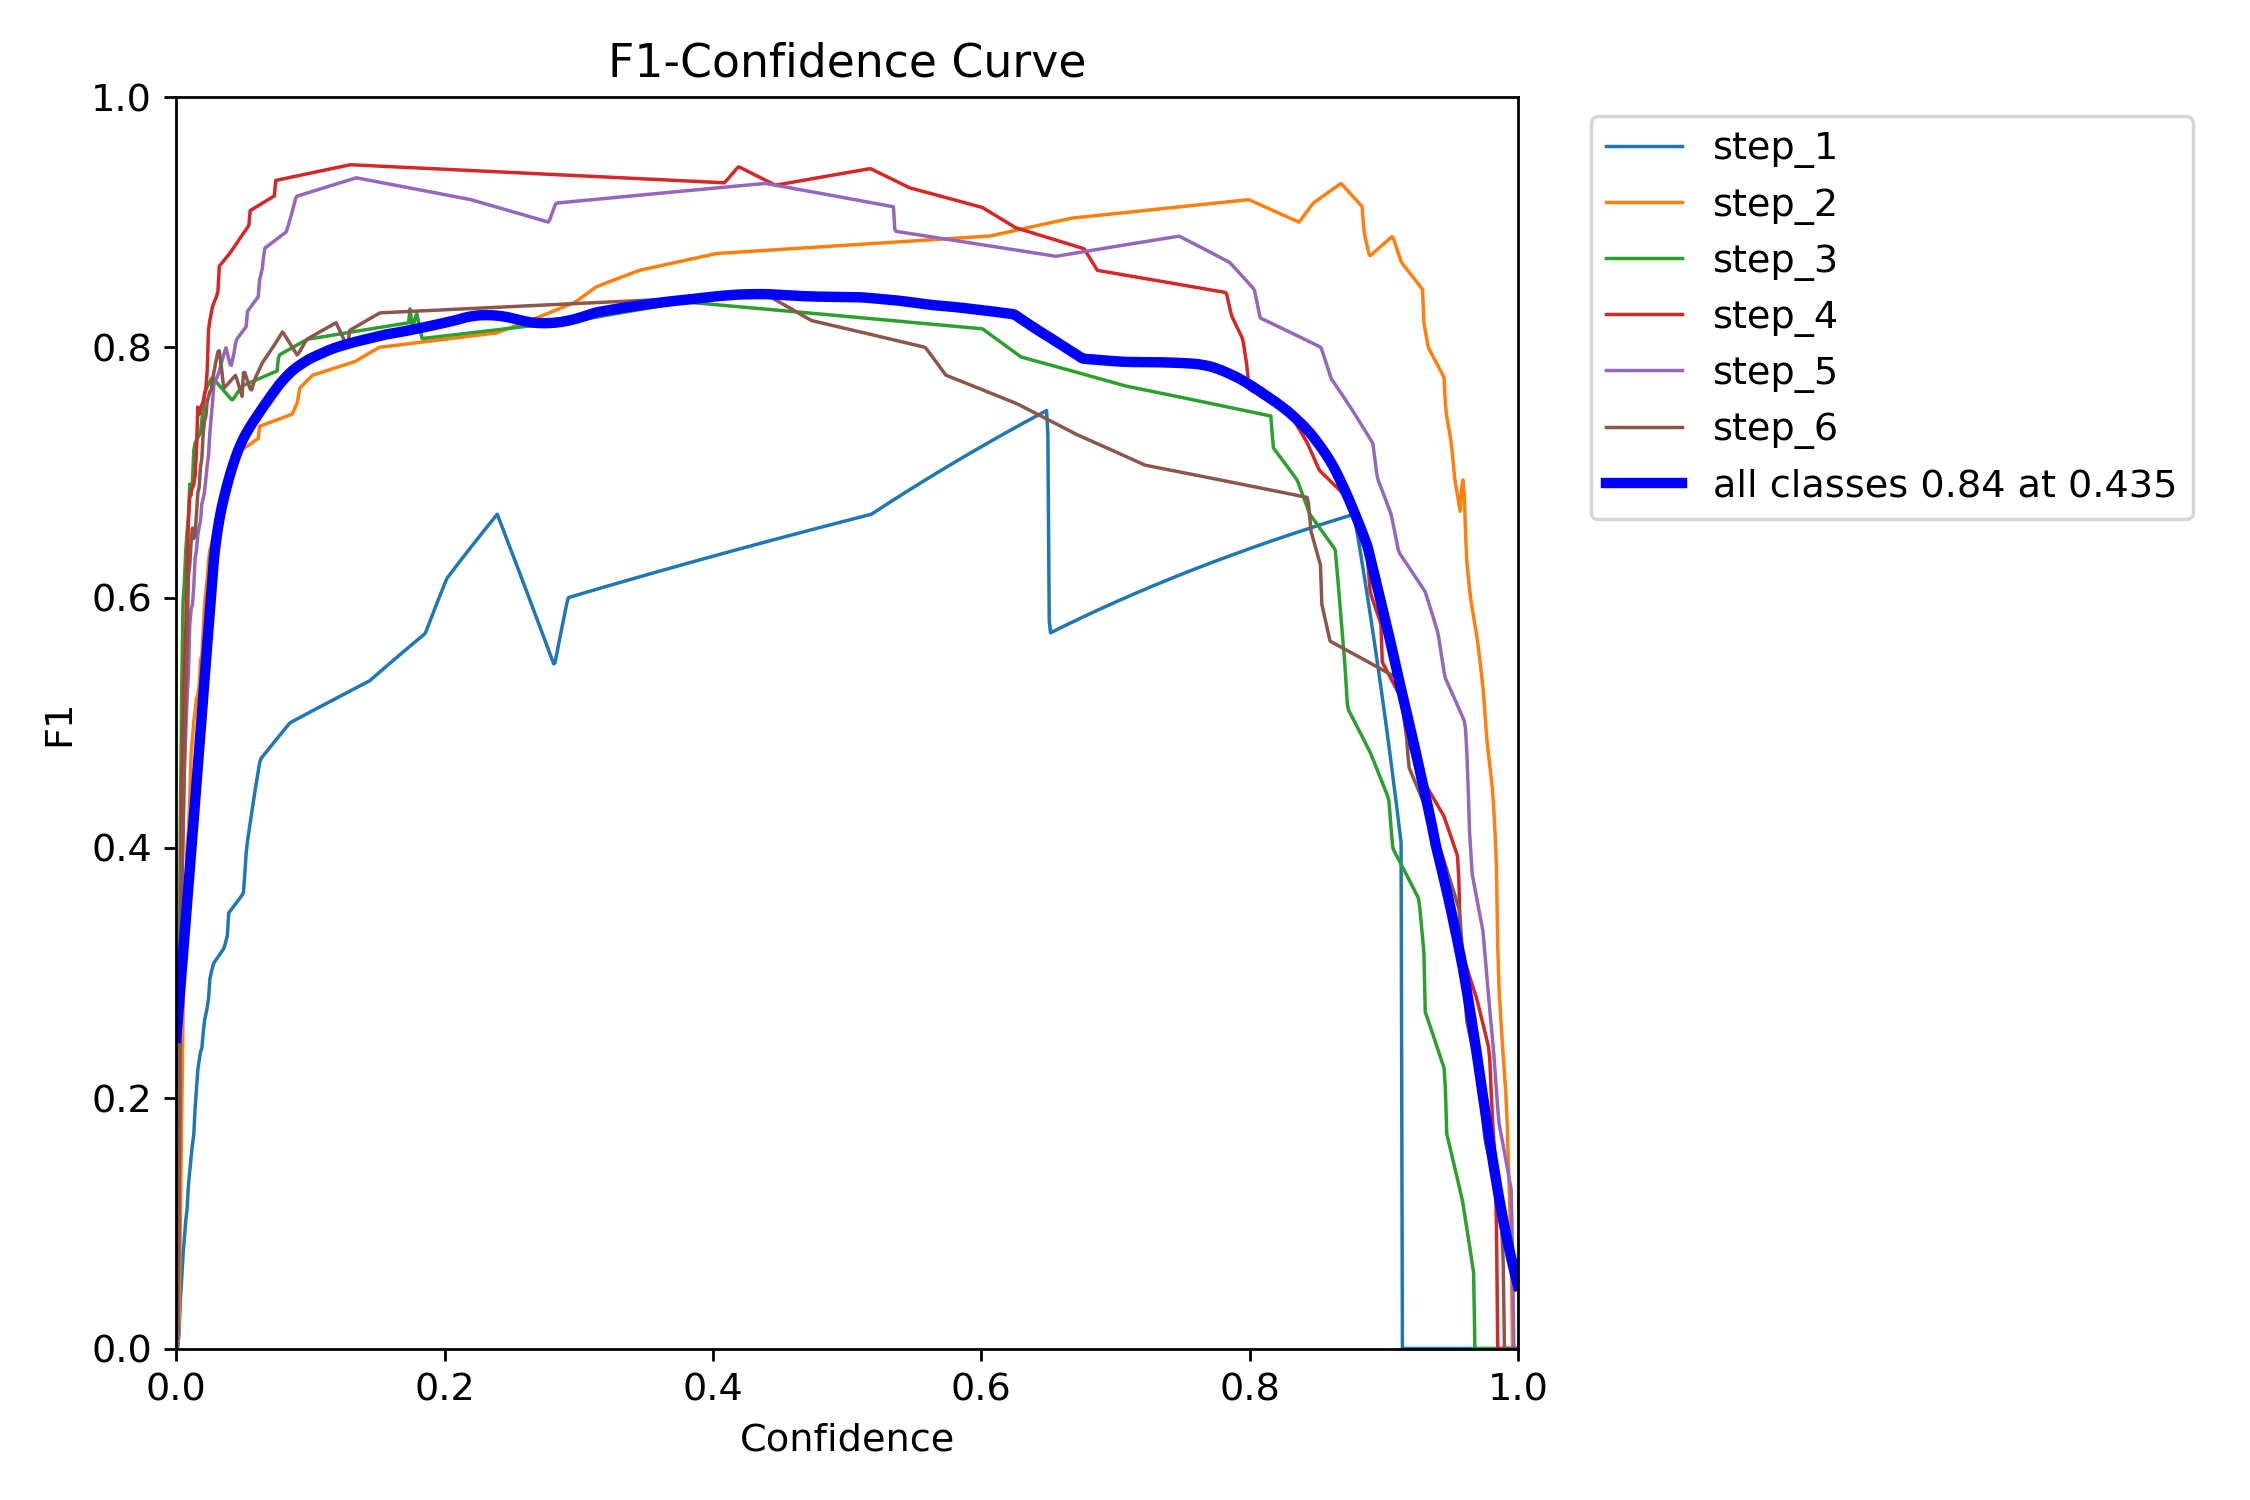 F1-Confidence Curve
1.0
0.8
0.6
0.4
0.2
0.0
F1
0.0 0.2 0.4 0.6 0.8 1.0
Confidence
step_1
step_2
step_3
step_4
step_5
step_6
all classes 0.84 at 0.435